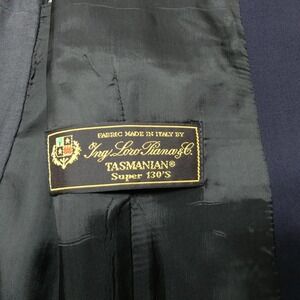 FABRIC MADE IN ITALY BY
Ing. Loro Piana & C.
TASMANIAN®
Super 130'S